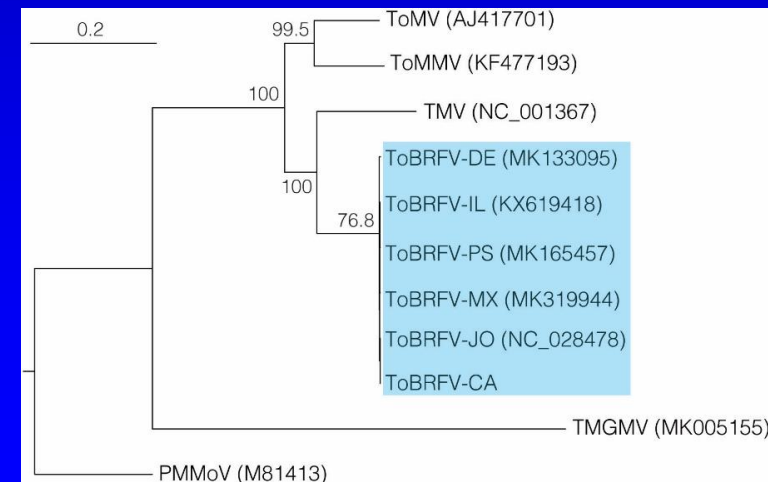 0.2
99.5
ToMV (AJ417701)
ToMMV (KF477193)
100
TMV (NC_001367)
100
ToBRFV-DE (MK133095)
76.8
ToBRFV-IL (KX619418)
ToBRFV-PS (MK165457)
ToBRFV-MX (MK319944)
ToBRFV-JO (NC_028478)
ToBRFV-CA
TMGMV (MK005155)
PMMoV (M81413)